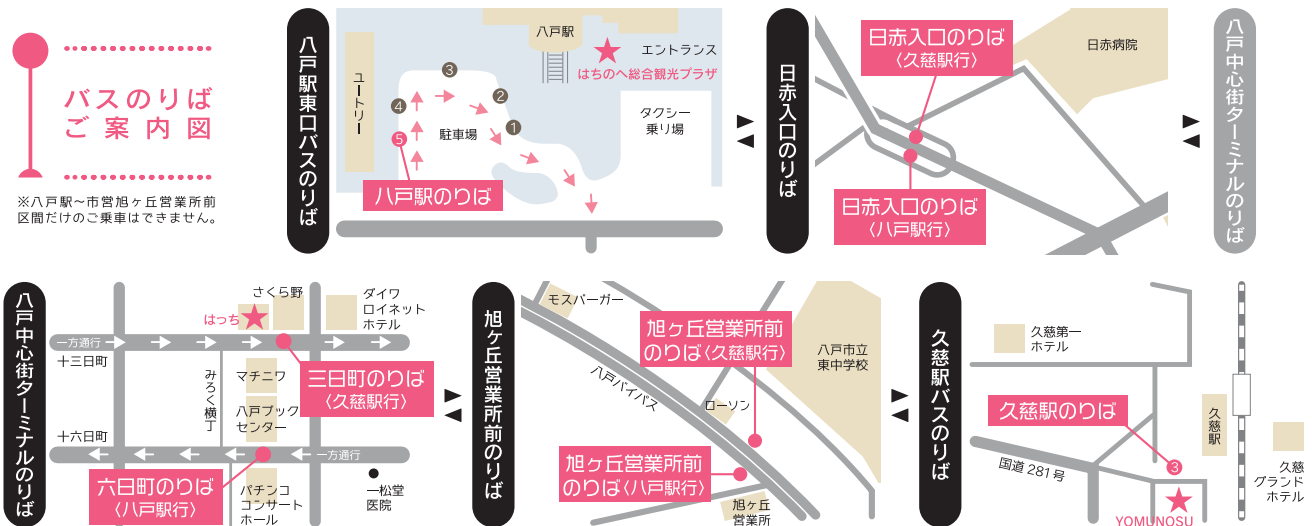 バスのりば
ご案内図
※八戸駅～市営旭ヶ丘営業所前
区間だけのご乗車はできません。
八戸駅東口バスのりば
八戸駅
エントランス
はちのへ総合観光プラザ
ユートリー
③
②
④
①
⑤
駐車場
タクシー
乗り場
八戸駅のりば
日赤入口のりば
日赤入口のりば
〈久慈駅行〉
日赤病院
日赤入口のりば
〈八戸駅行〉
八戸中心街ターミナルのりば
八戸中心街ターミナルのりば
さくら野
はっち
ダイワ
ロイネット
ホテル
一方通行
十三日町
みろく横丁
マチニワ
三日町のりば
〈久慈駅行〉
八戸ブック
センター
十六日町
一方通行
六日町のりば
〈八戸駅行〉
パチンコ
コンサート
ホール
一松堂
医院
旭ヶ丘営業所前のりば
モスバーガー
旭ヶ丘営業所前
のりば〈久慈駅行〉
八戸市立
東中学校
八戸バイパス
ローソン
旭ヶ丘営業所前
のりば〈八戸駅行〉
旭ヶ丘
営業所
久慈駅バスのりば
久慈第一
ホテル
久慈駅のりば
久慈駅
国道281号
③
久慈
グランド
ホテル
YOMUNOSU